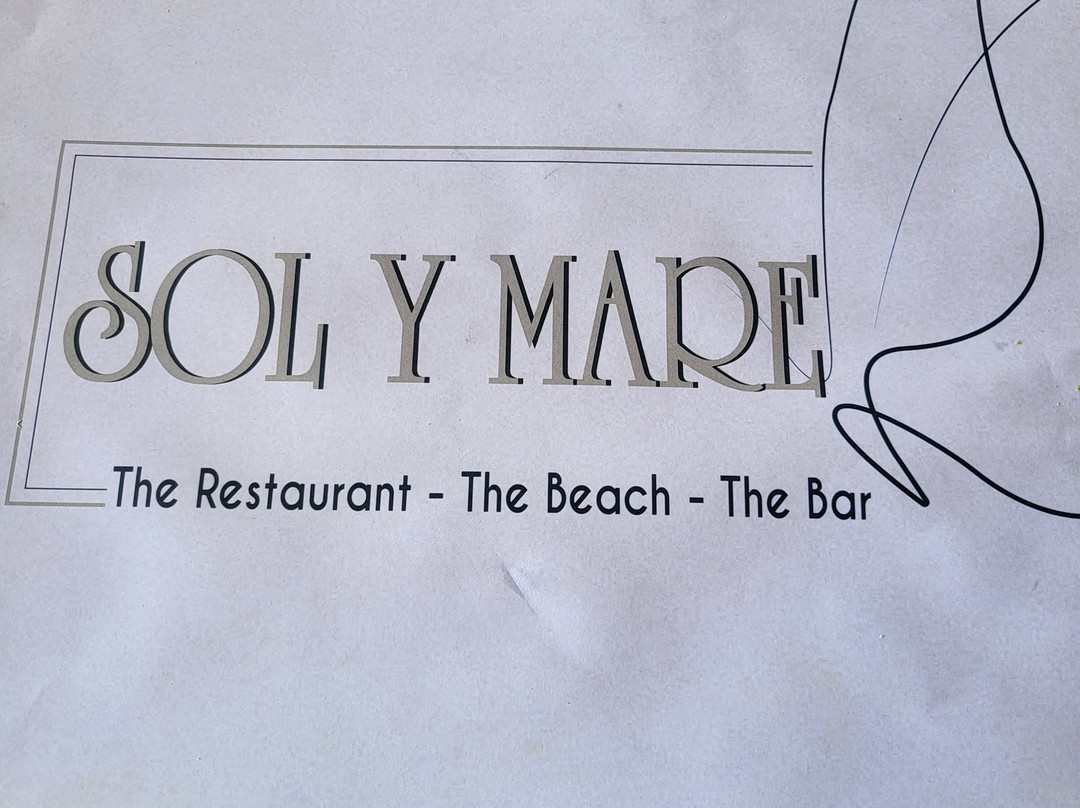 SOL Y MARE
The Restaurant - The Beach - The Bar